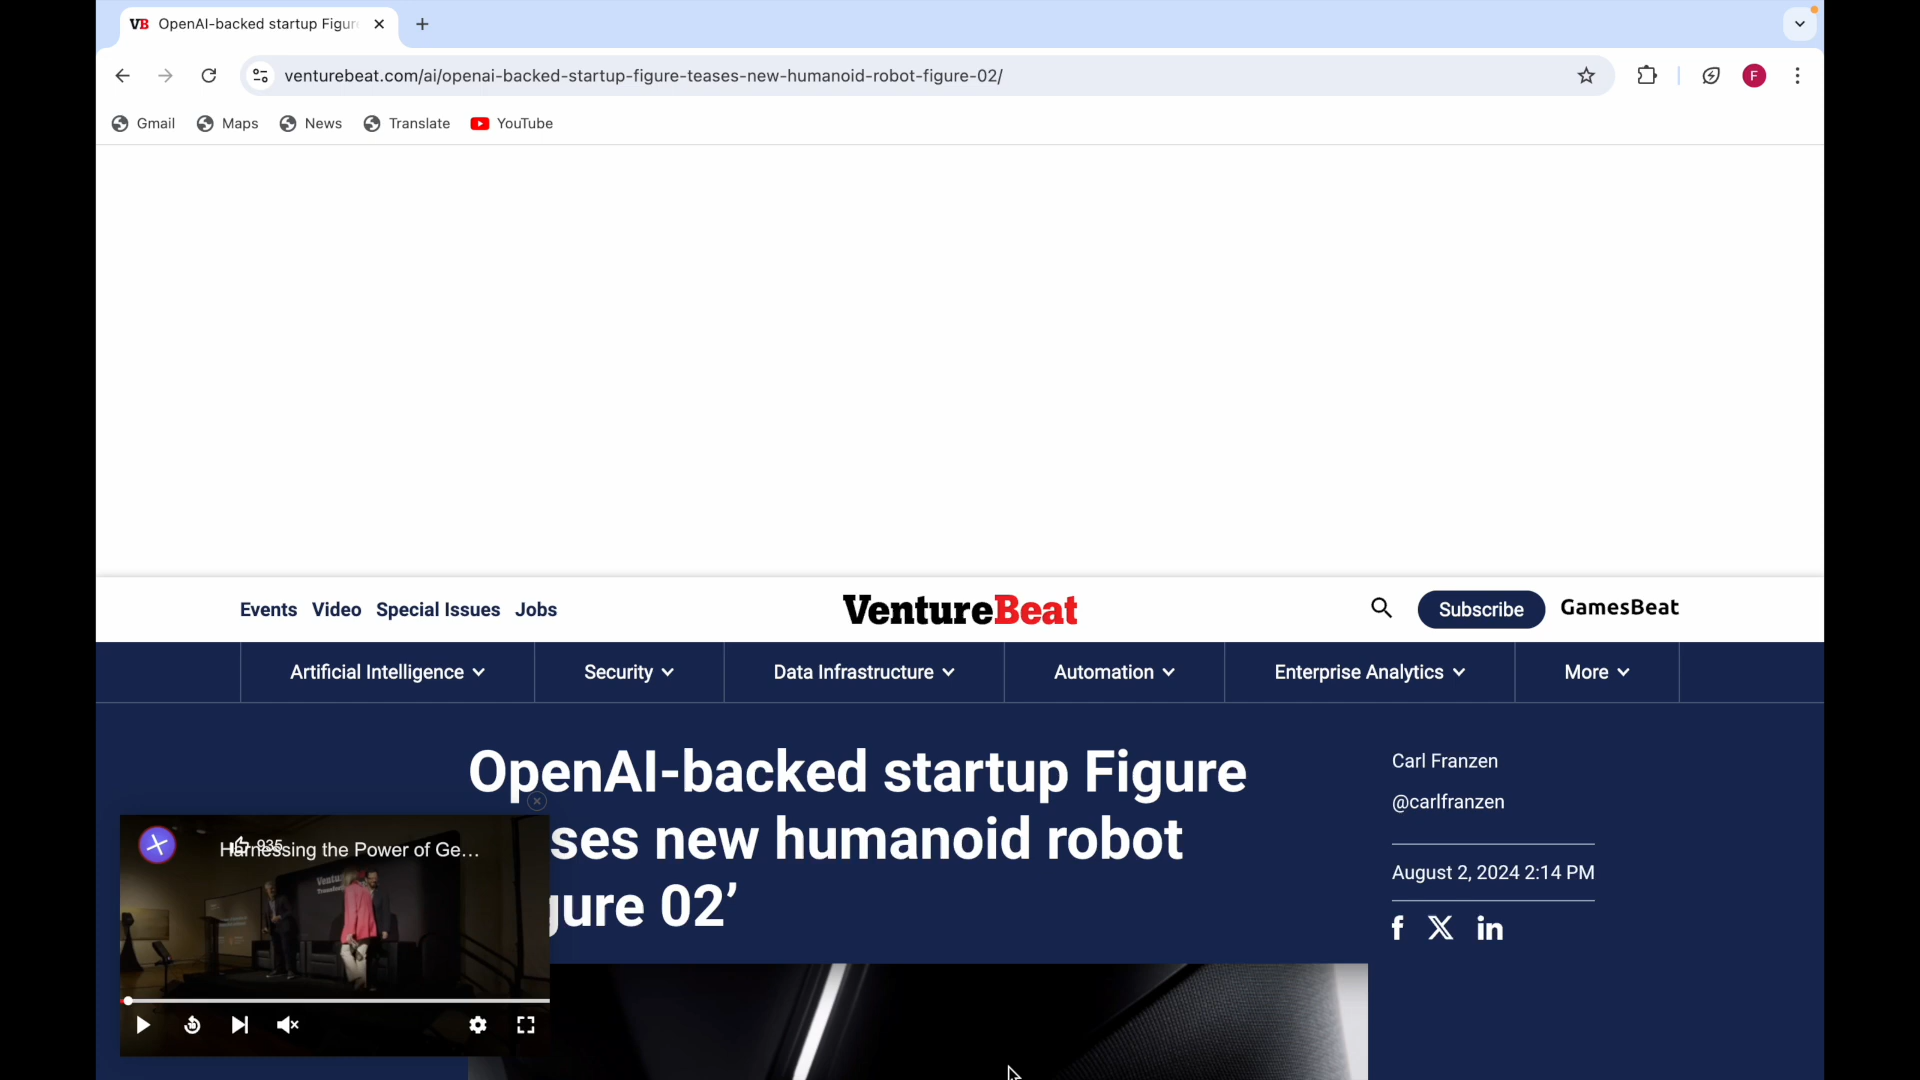 VB OpenAI-backed startup Figur
venturebeat.com/ai/openai-backed-startup-figure-teases-new-humanoid-robot-figure-02/
F
Gmail Maps News Translate YouTube
Events Video Special Issues Jobs
VentureBeat
Subscribe
GamesBeat
Artificial Intelligence Security Data Infrastructure Automation Enterprise Analytics More
OpenAI-backed startup Figure
ses new humanoid robot
gure 02’
Carl Franzen
@carlfranzen
August 2, 2024 2:14 PM
f X in
935
Harnessing the Power of Ge...